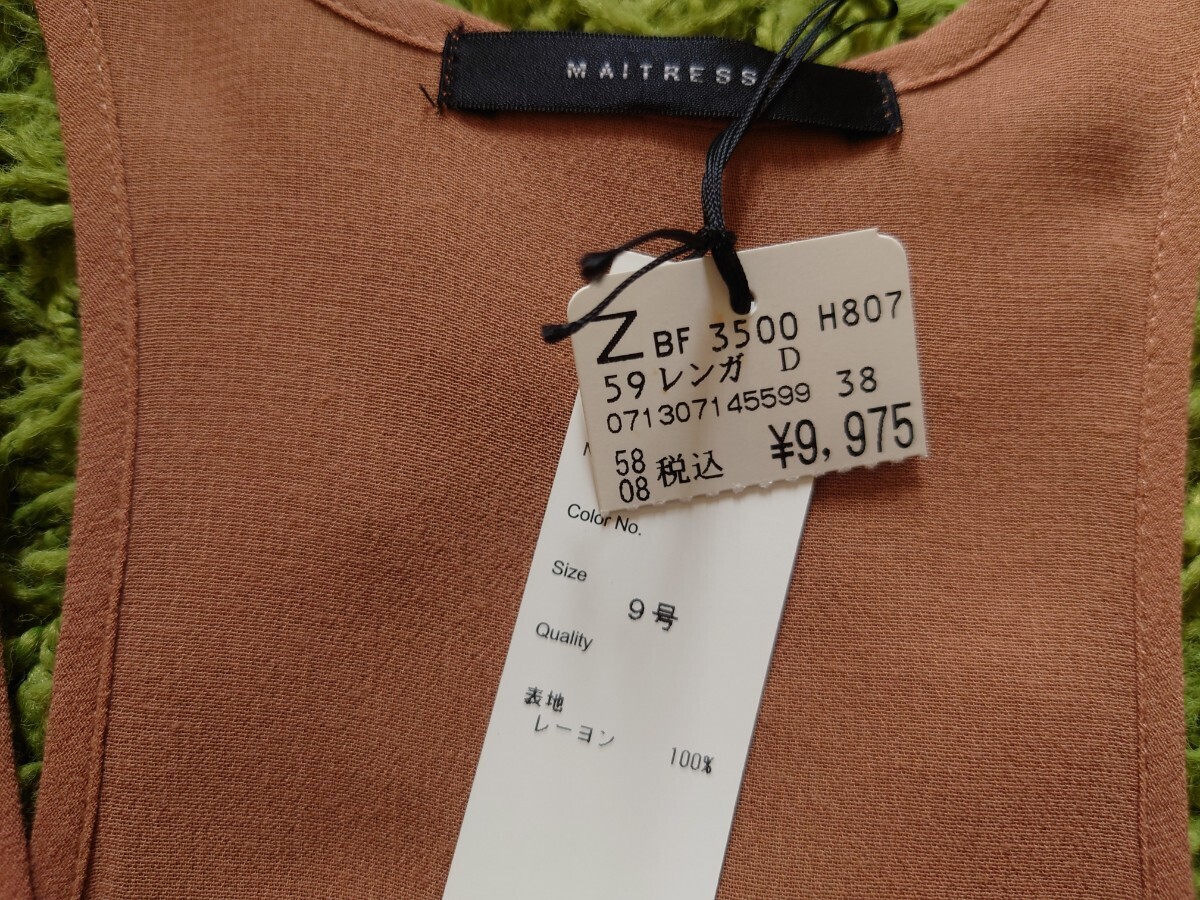 MAITRESS
Z BF 3500 H807
59 レンガ D
071307145599 38
58
08 税込 ¥9,975
Color No.
Size
9号
Quality
表地
レーヨン 100%